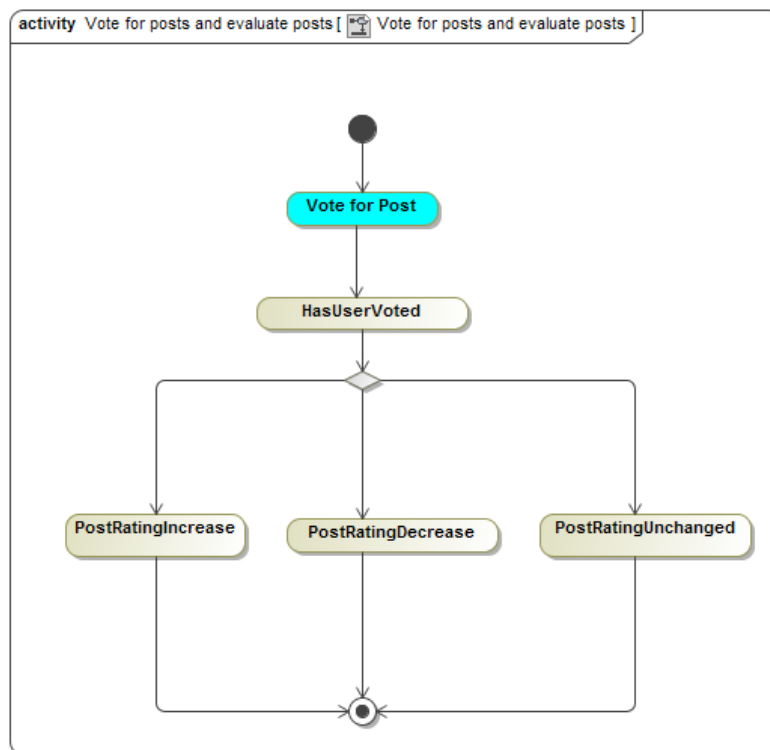 activity Vote for posts and evaluate posts [ Vote for posts and evaluate posts ]
Vote for Post
HasUserVoted
PostRatingIncrease
PostRatingDecrease
PostRatingUnchanged